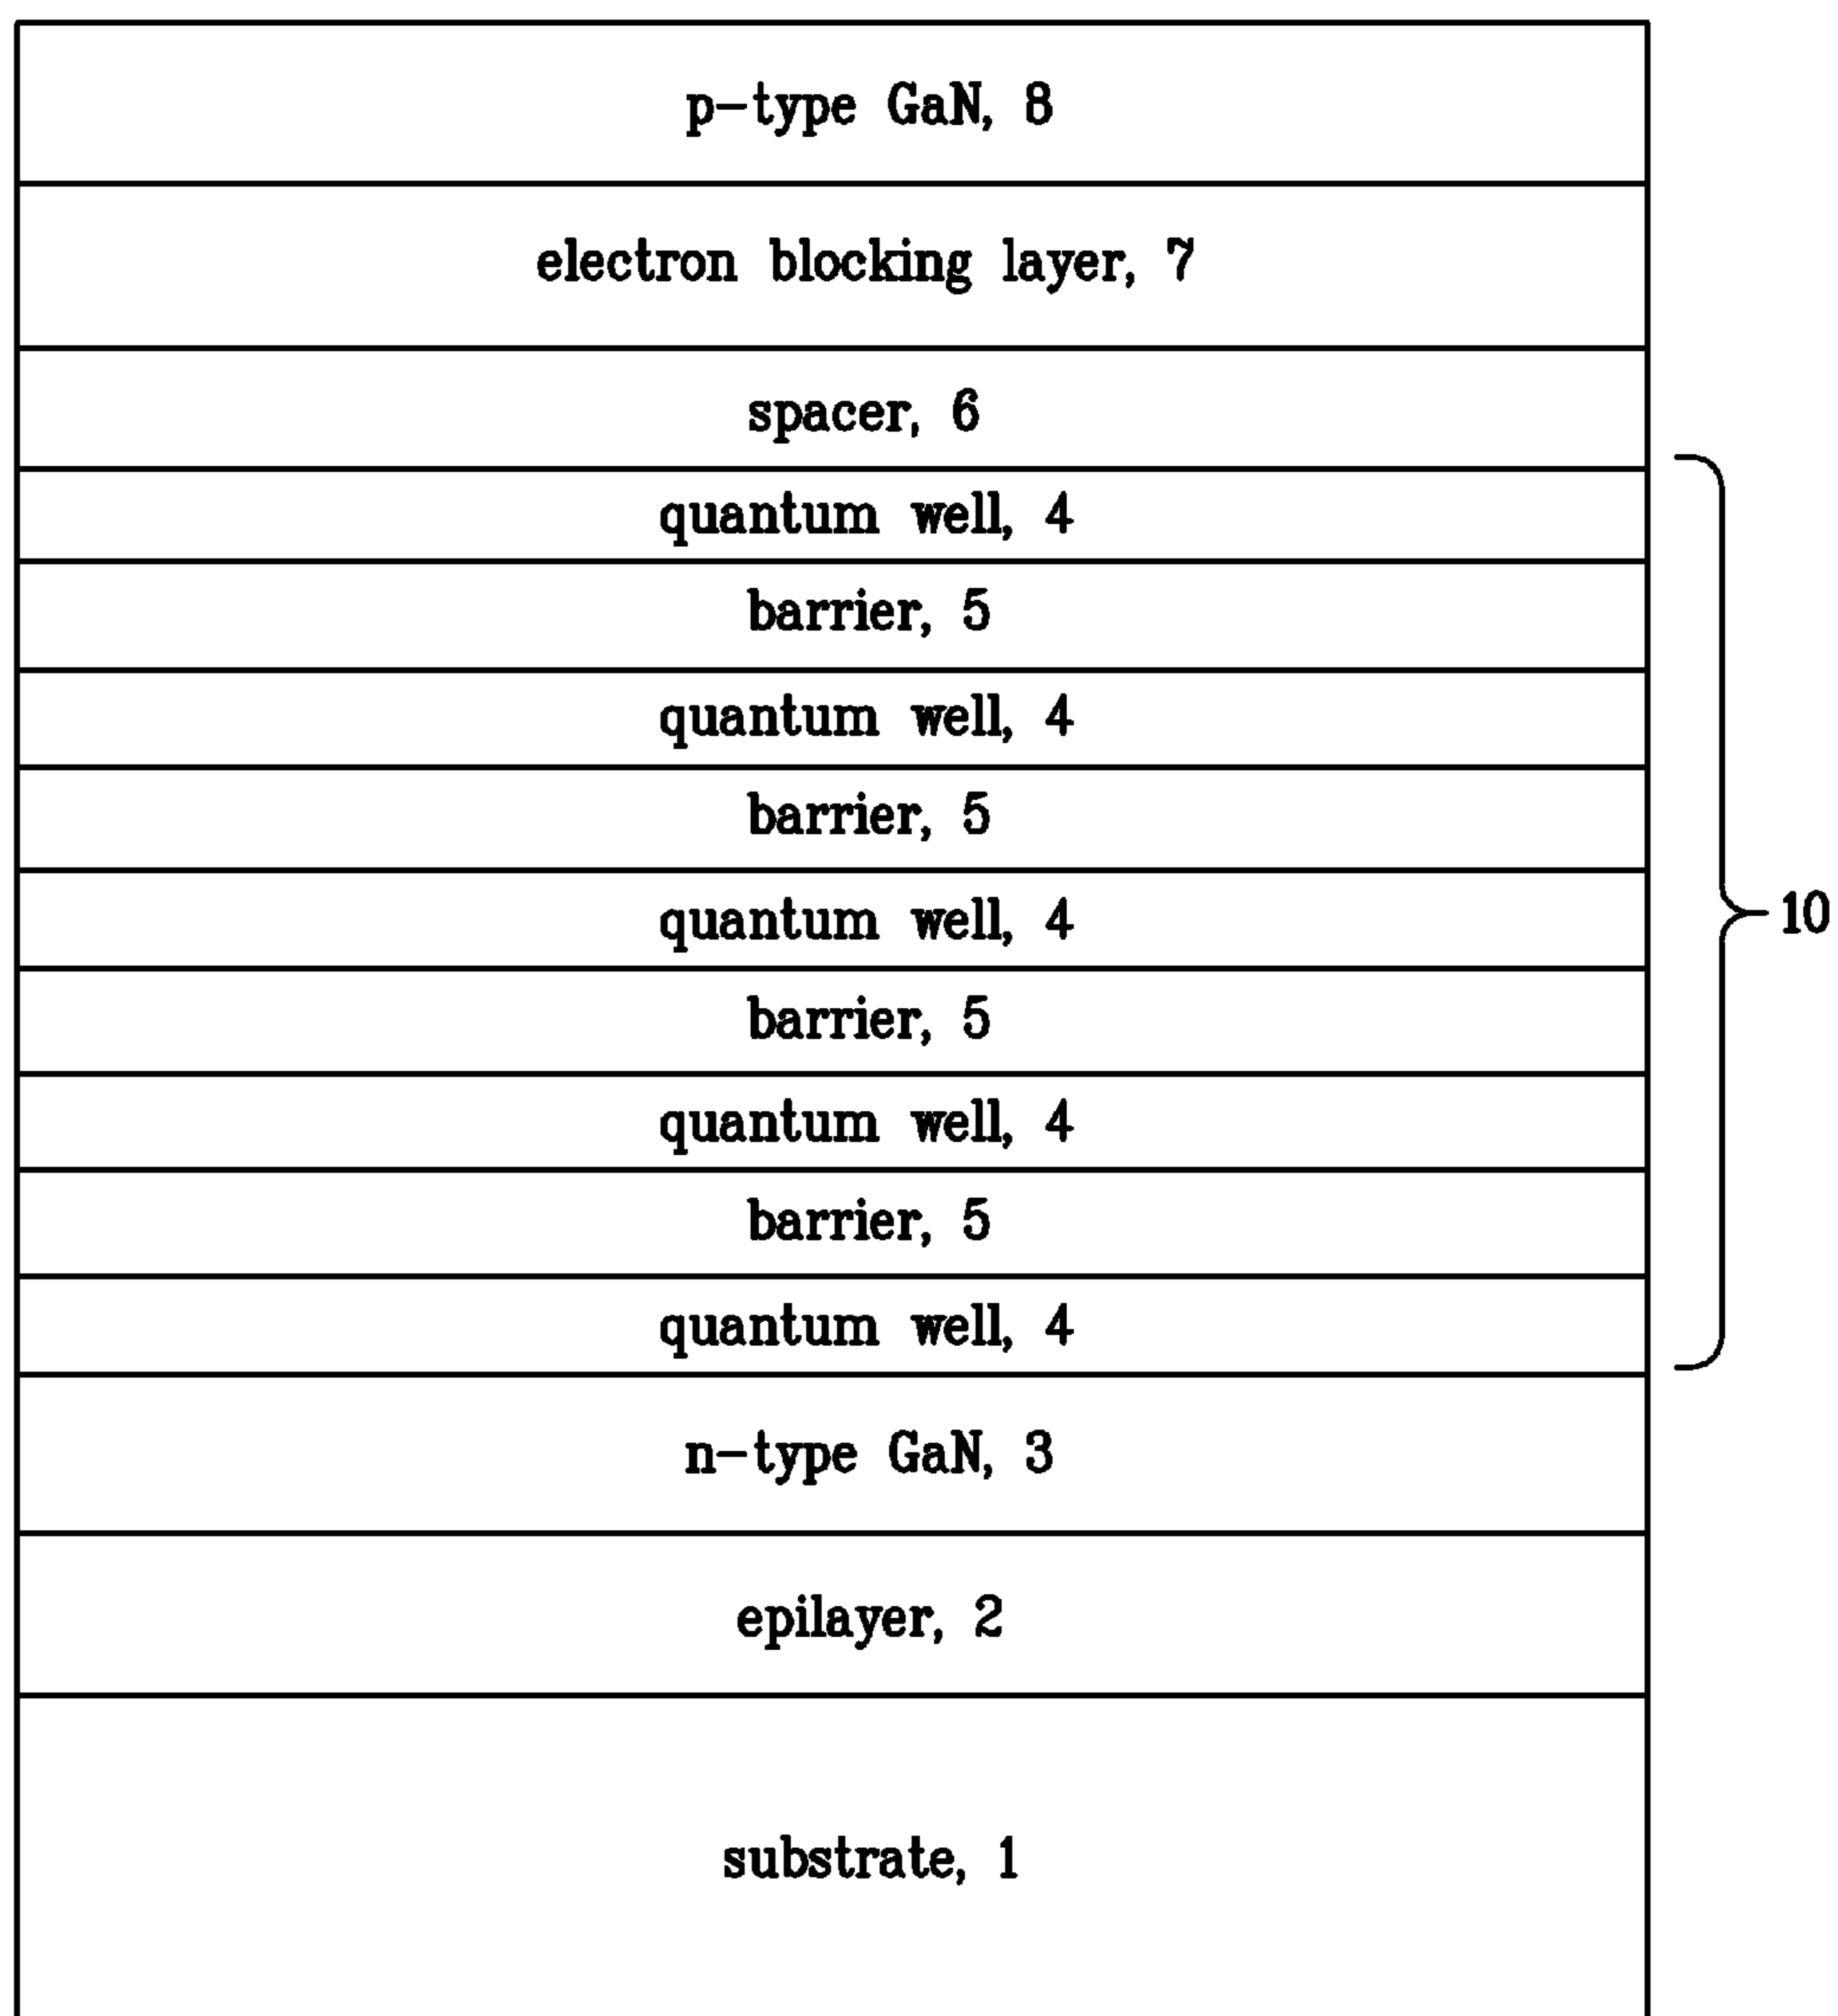 p-type GaN, 8
electron blocking layer, 7
spacer, 6
quantum well, 4
barrier, 5
quantum well, 4
barrier, 5
quantum well, 4
10
barrier, 5
quantum well, 4
barrier, 5
quantum well, 4
n-type GaN, 3
epilayer, 2
substrate, 1